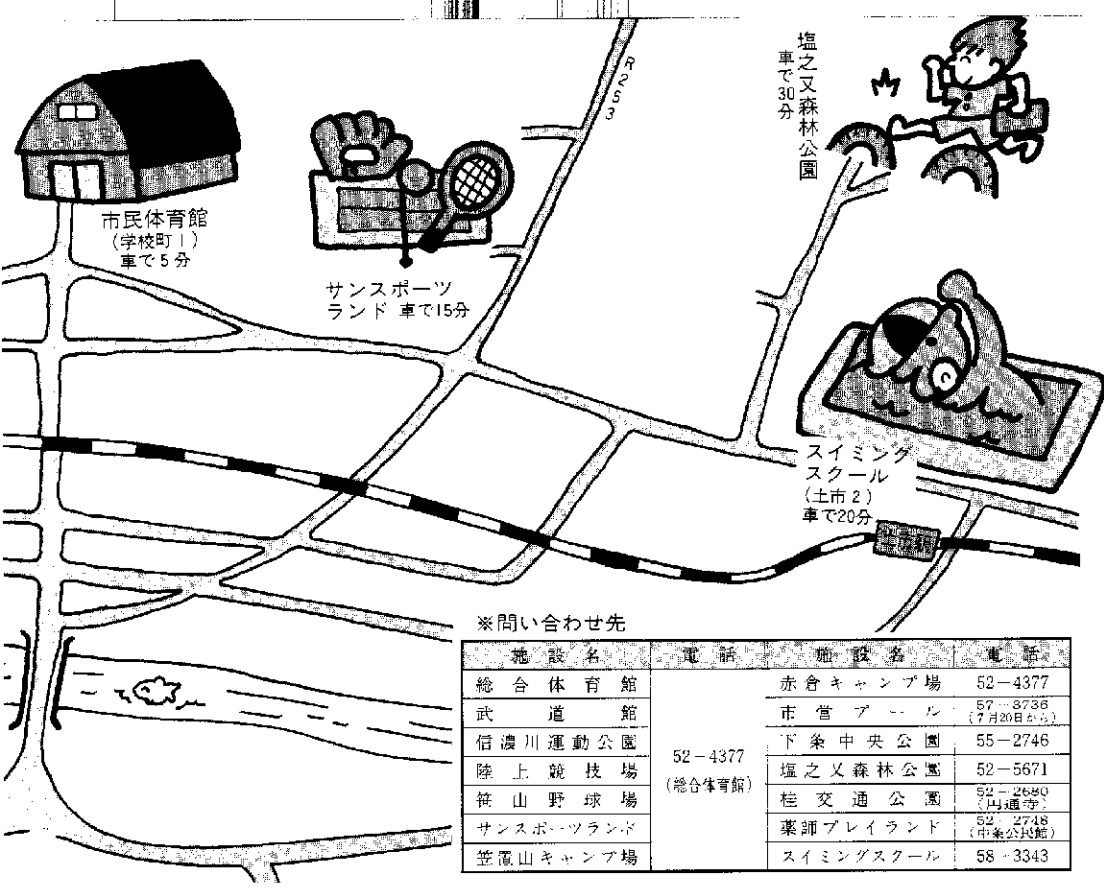 R253
塩之又森林公園
車で30分
市民体育館
(学校町1)
車で5分
サンスポーツ
ランド 車で15分
スイミング
スクール
(土市2)
車で20分
土市駅
※問い合わせ先
施設名 電話 施設名 電話
総合体育館 52-4377 (総合体育館) 赤倉キャンプ場 52-4377
武道館 市営プール 57-3736 (7月20日から)
信濃川運動公園 下条中央公園 55-2746
陸上競技場 塩之又森林公園 52-5671
笹山野球場 桂交通公園 52-2680 (円通寺)
サンスポーツランド 薬師プレイランド 52-2748 (中条公民館)
笠置山キャンプ場 スイミングスクール 58-3343